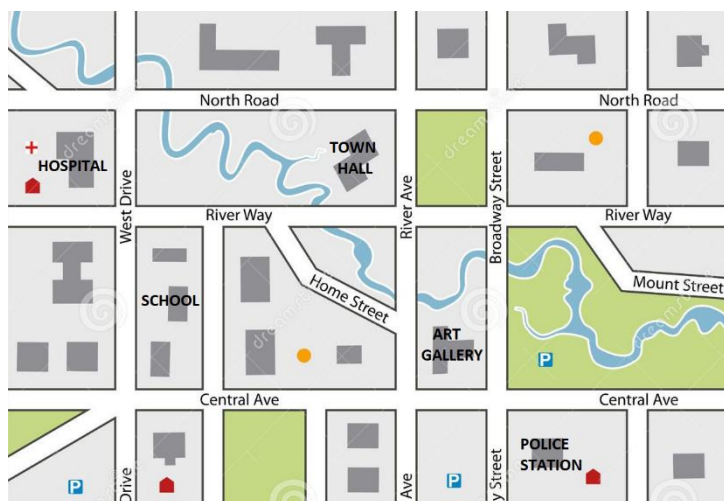 North Road
North Road
HOSPITAL
TOWN
HALL
West Drive
River Ave
Broadway Street
River Way
River Way
SCHOOL
Home Street
Mount Street
ART
GALLERY
P
Central Ave
Central Ave
POLICE
STATION
P
Drive
Ave
y Street
P